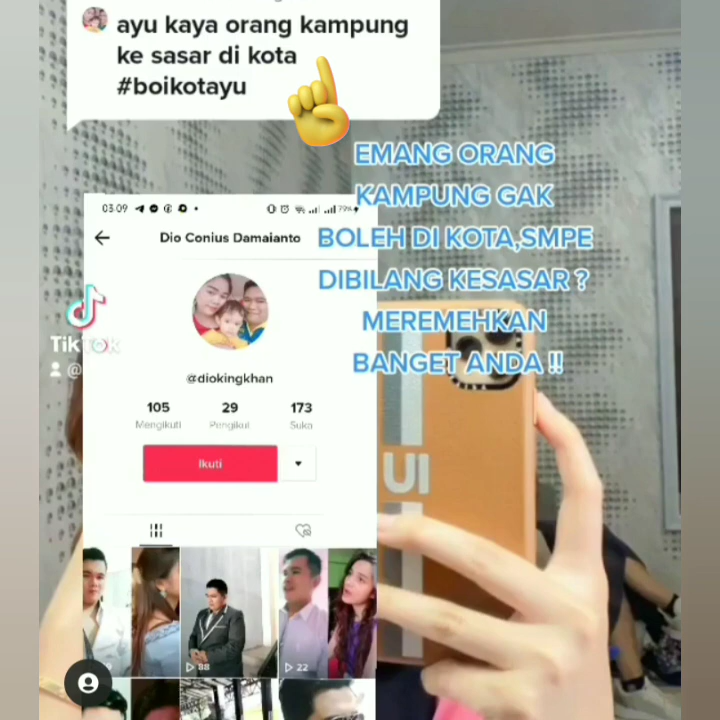 ayu kaya orang kampung
ke sasar di kota
#boikotayu
EMANG ORANG
KAMPUNG GAK
BOLEH DI KOTA,SMPE
DIBILANG KESASAR ?
MEREMEHKAN
BANGET ANDA !!
03.09
79%
Dio Conius Damaianto
@diokingkhan
105 29 173
Mengikuti Pengikut Suka
Ikuti
TikTok
@
UI
88
22